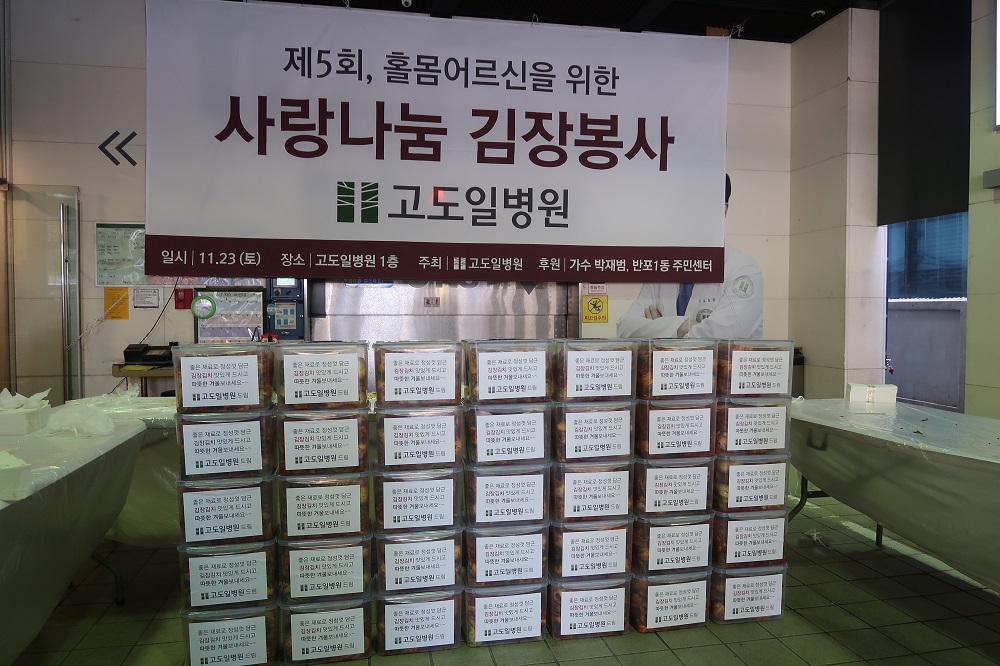 제5회, 홀몸어르신을 위한
사랑나눔 김장봉사
고도일병원
일시 | 11.23 (토) 장소 | 고도일병원 1층 주최 | 고도일병원 후원 | 가수 박재범, 반포1동 주민센터
좋은 재료로 정성껏 담근
김장김치 맛있게 드시고
따뜻한 겨울보내세요~
고도일병원 드림